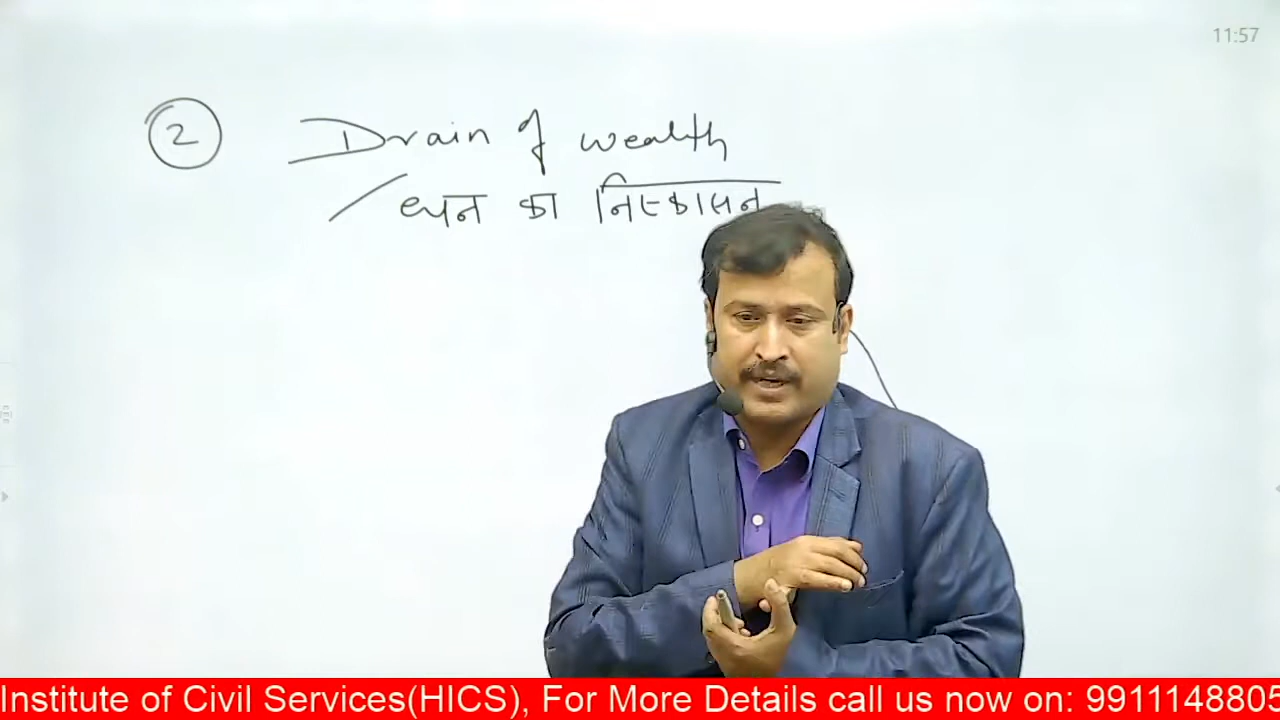 11:57
2 Drain of wealth
/ धन का निष्कासन
Institute of Civil Services(HICS), For More Details call us now on: 9911148805